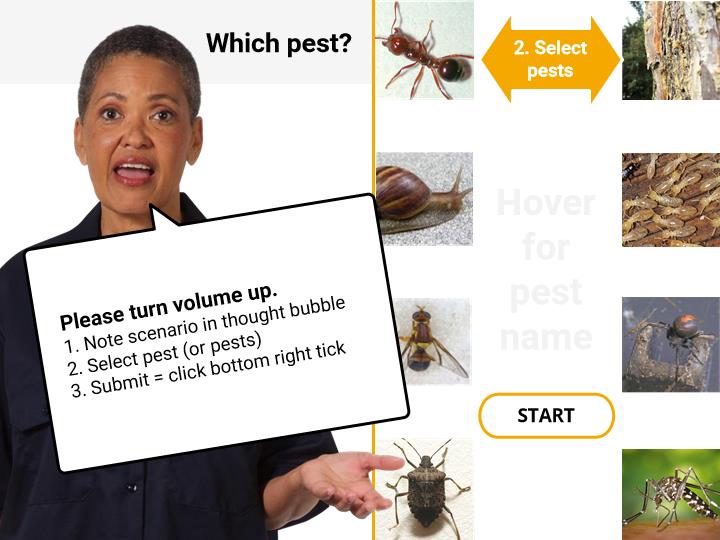 Which pest?
Please turn volume up.
1. Note scenario in thought bubble
2. Select pest (or pests)
3. Submit = click bottom right tick
2. Select
pests
Hover
for
pest
name
START